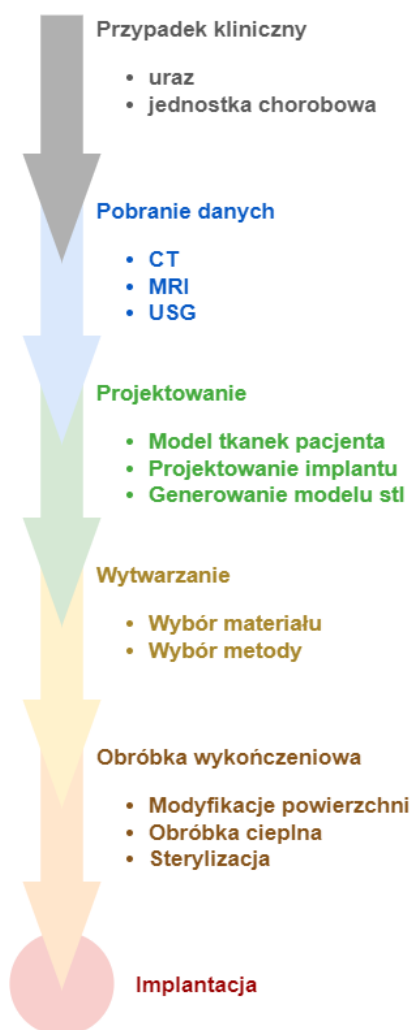 Przypadek kliniczny
• uraz
• jednostka chorobowa
Pobranie danych
• CT
• MRI
• USG
Projektowanie
• Model tkanek pacjenta
• Projektowanie implantu
• Generowanie modelu stl
Wytwarzanie
• Wybór materiału
• Wybór metody
Obróbka wykończeniowa
• Modyfikacje powierzchni
• Obróbka cieplna
• Sterylizacja
Implantacja